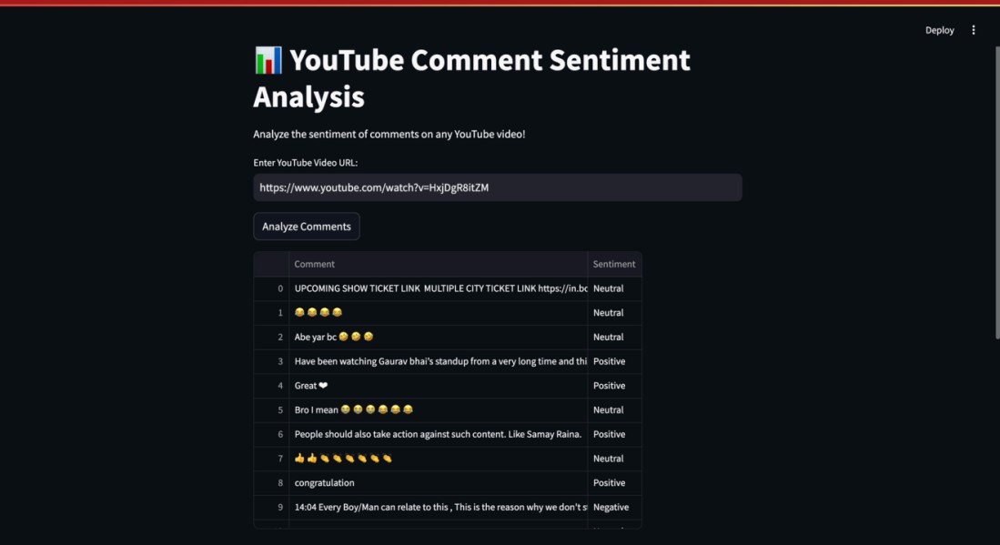 Deploy
📊 YouTube Comment Sentiment
Analysis
Analyze the sentiment of comments on any YouTube video!
Enter YouTube Video URL:
https://www.youtube.com/watch?v=HxjDgR8itZM
Analyze Comments
Comment Sentiment
0 UPCOMING SHOW TICKET LINK MULTIPLE CITY TICKET LINK https://in.bo Neutral
1 😂 😂 😂 😂 Neutral
2 Abe yar bc 🤣 🤣 🤣 Neutral
3 Have been watching Gaurav bhai's standup from a very long time and thi Positive
4 Great ❤ Positive
5 Bro I mean 😭 😭 😭 😂 😂 😂 Neutral
6 People should also take action against such content. Like Samay Raina. Positive
7 👍 👍 👏 👏 👏 👏 👏 👏 Neutral
8 congratulation Positive
9 14:04 Every Boy/Man can relate to this , This is the reason why we don't s Negative